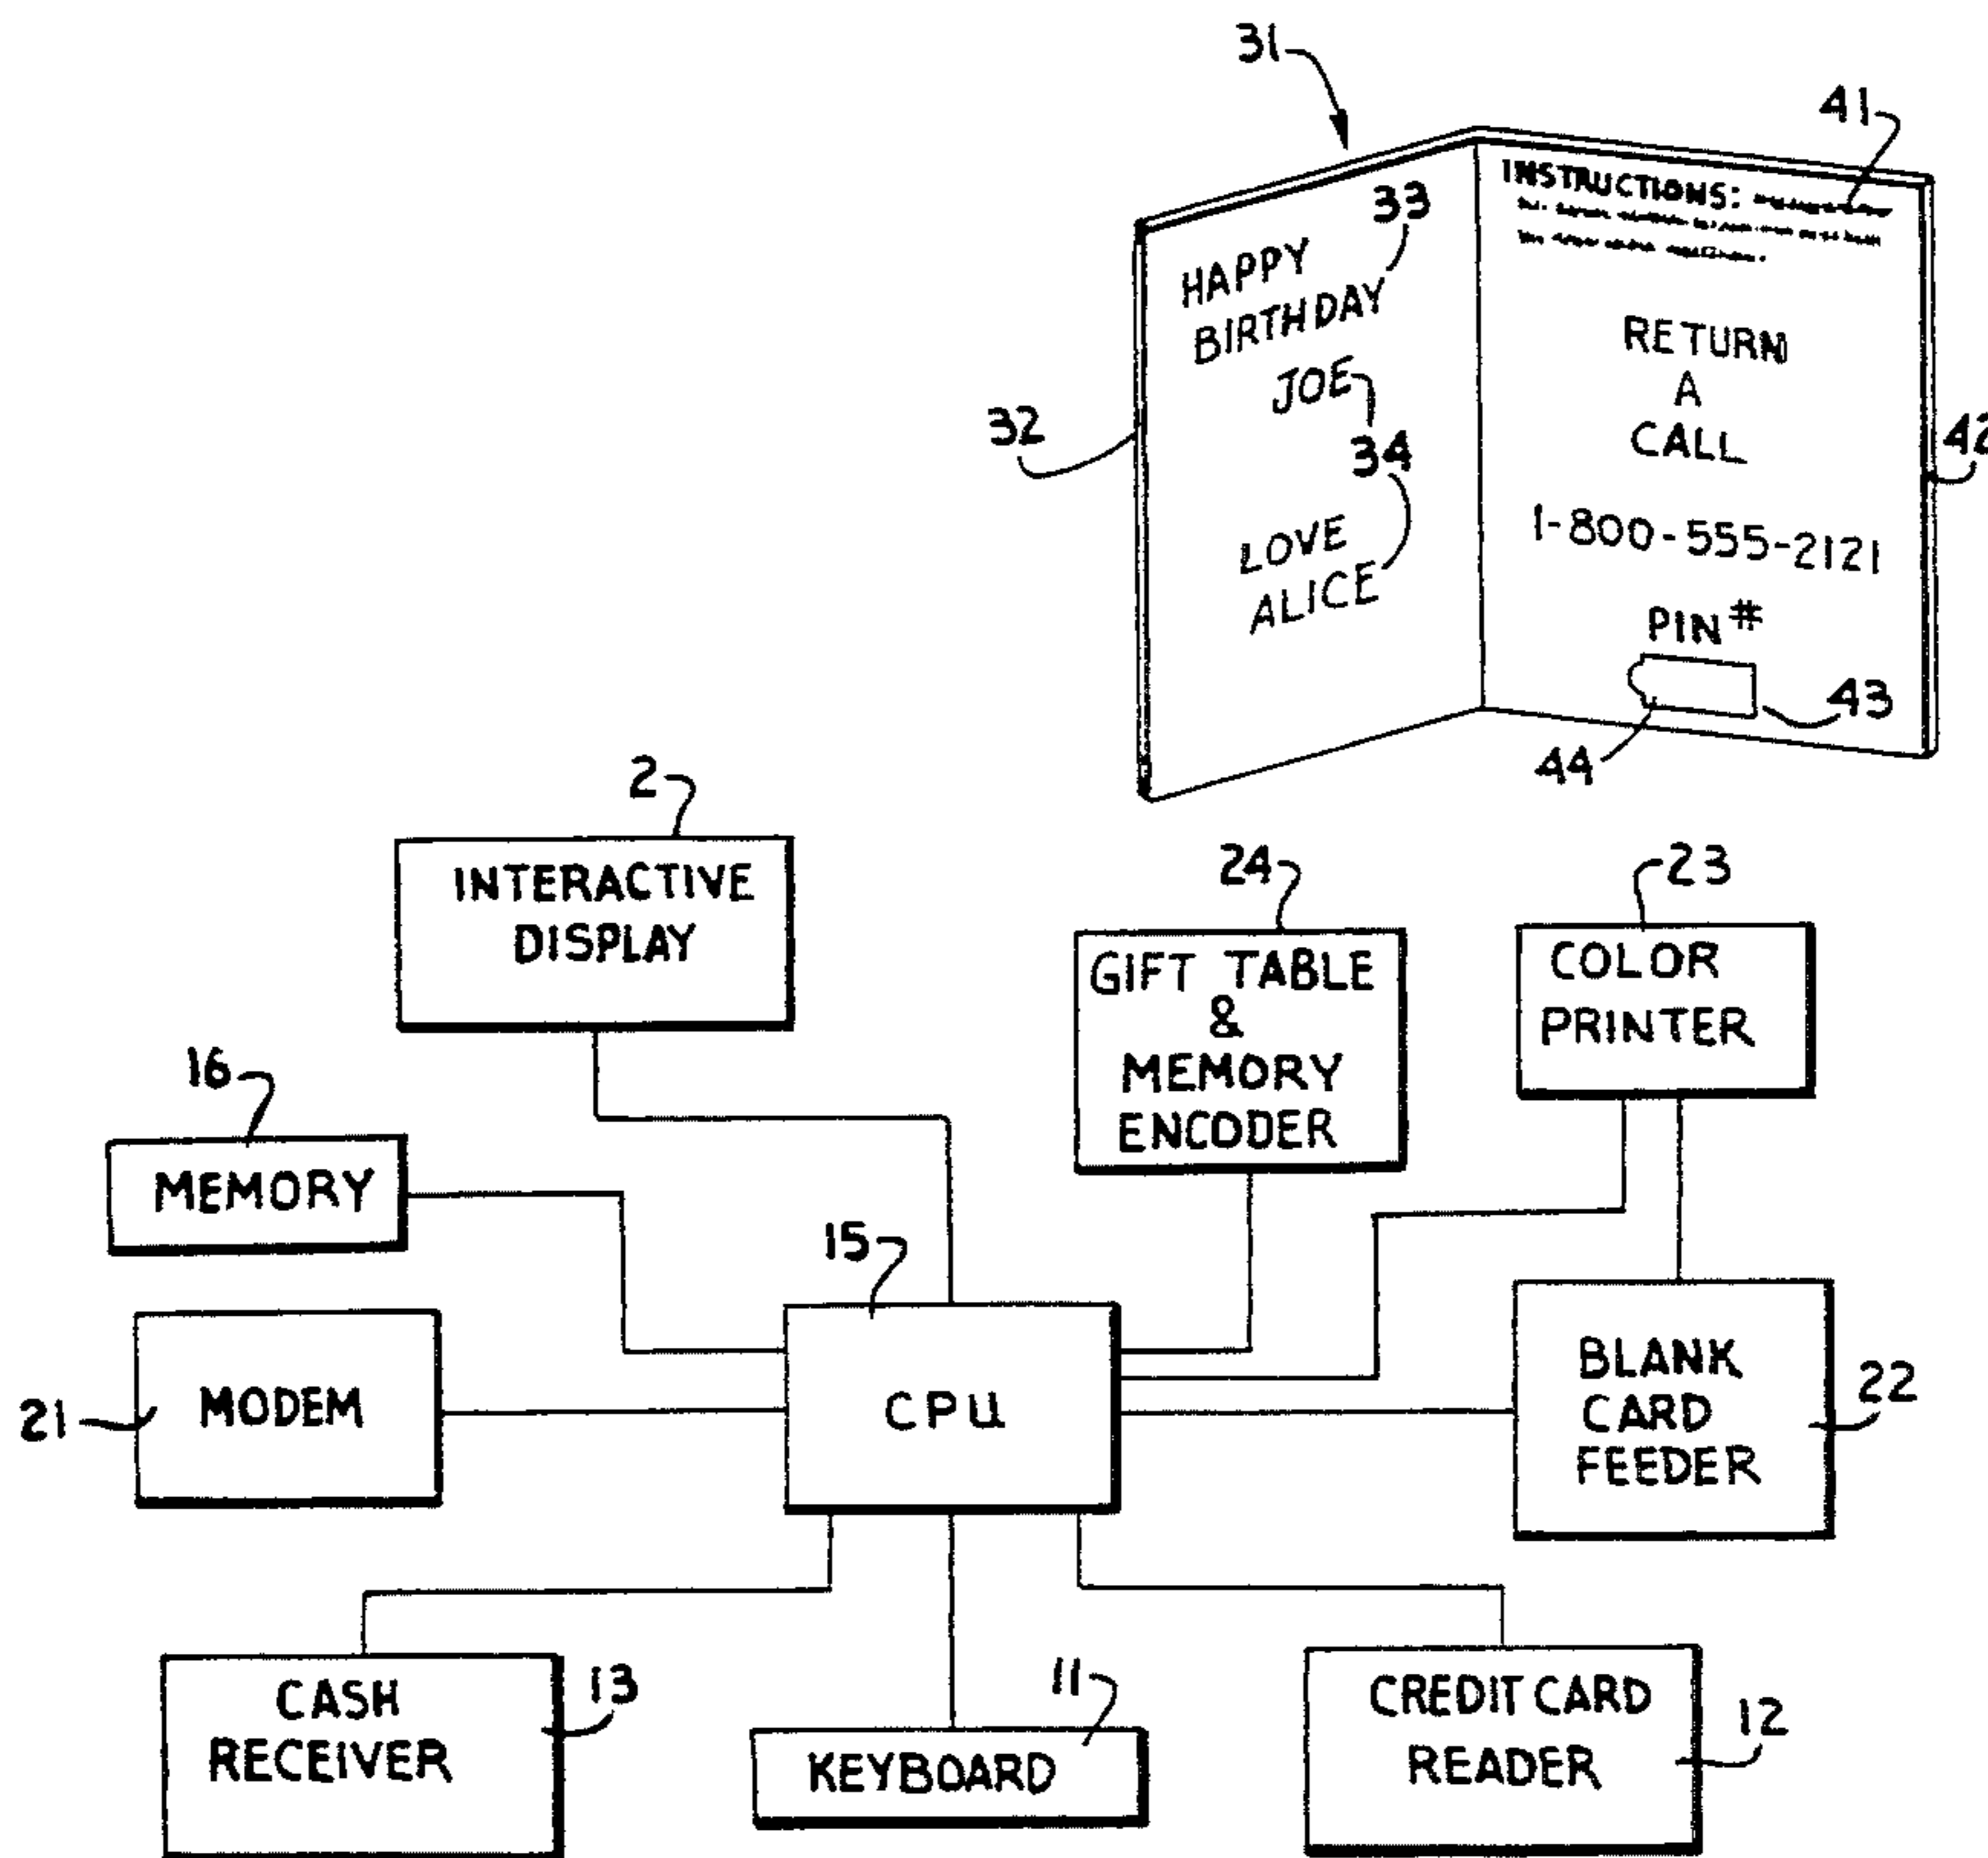 31
41
33
INSTRUCTIONS:
HAPPY
BIRTHDAY
JOE
34
LOVE
ALICE
32
RETURN
A
CALL
42
1-800-555-2121
PIN #
43
44
2
INTERACTIVE
DISPLAY
24
GIFT TABLE
&
MEMORY
ENCODER
23
COLOR
PRINTER
16
MEMORY
15
CPU
21
MODEM
BLANK
CARD
FEEDER
22
CASH
RECEIVER
13
11
KEYBOARD
CREDIT CARD
READER
12